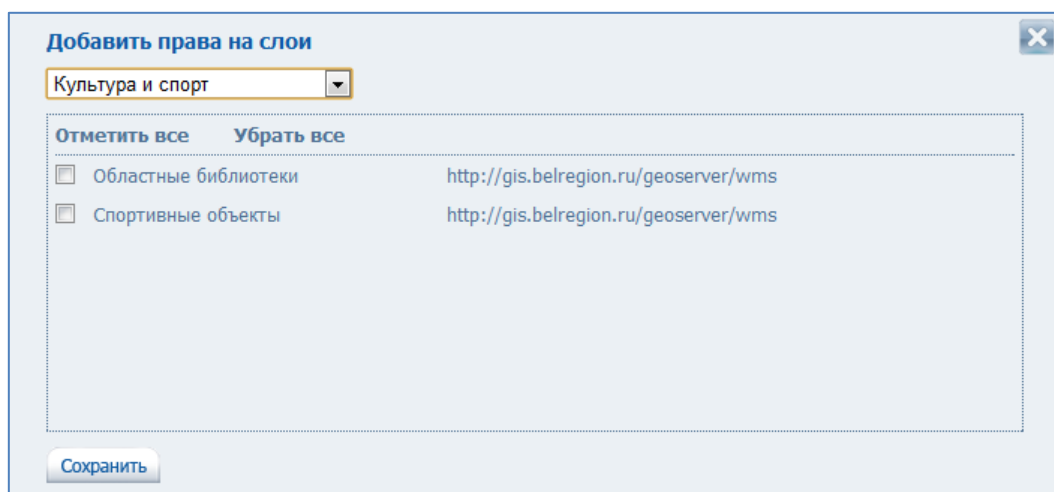 Добавить права на слои
Культура и спорт
Отметить все Убрать все
Областные библиотеки http://gis.belregion.ru/geoserver/wms
Спортивные объекты http://gis.belregion.ru/geoserver/wms
Сохранить